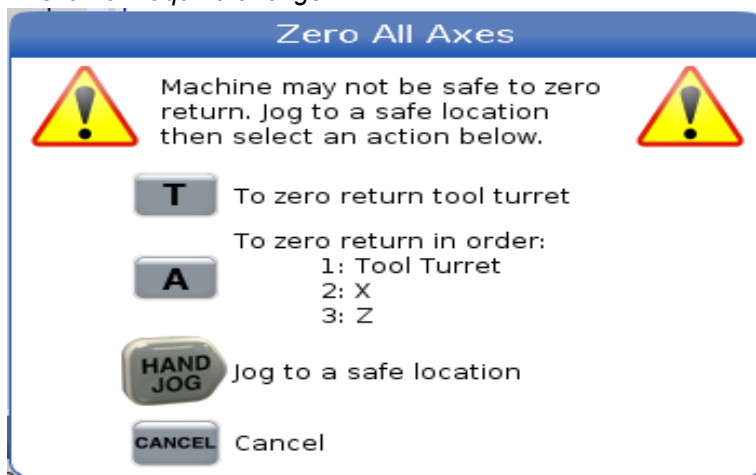 Zero All Axes
Machine may not be safe to zero
return. Jog to a safe location
then select an action below.
T To zero return tool turret
To zero return in order:
A 1: Tool Turret
2: X
3: Z
HAND
JOG Jog to a safe location
CANCEL Cancel